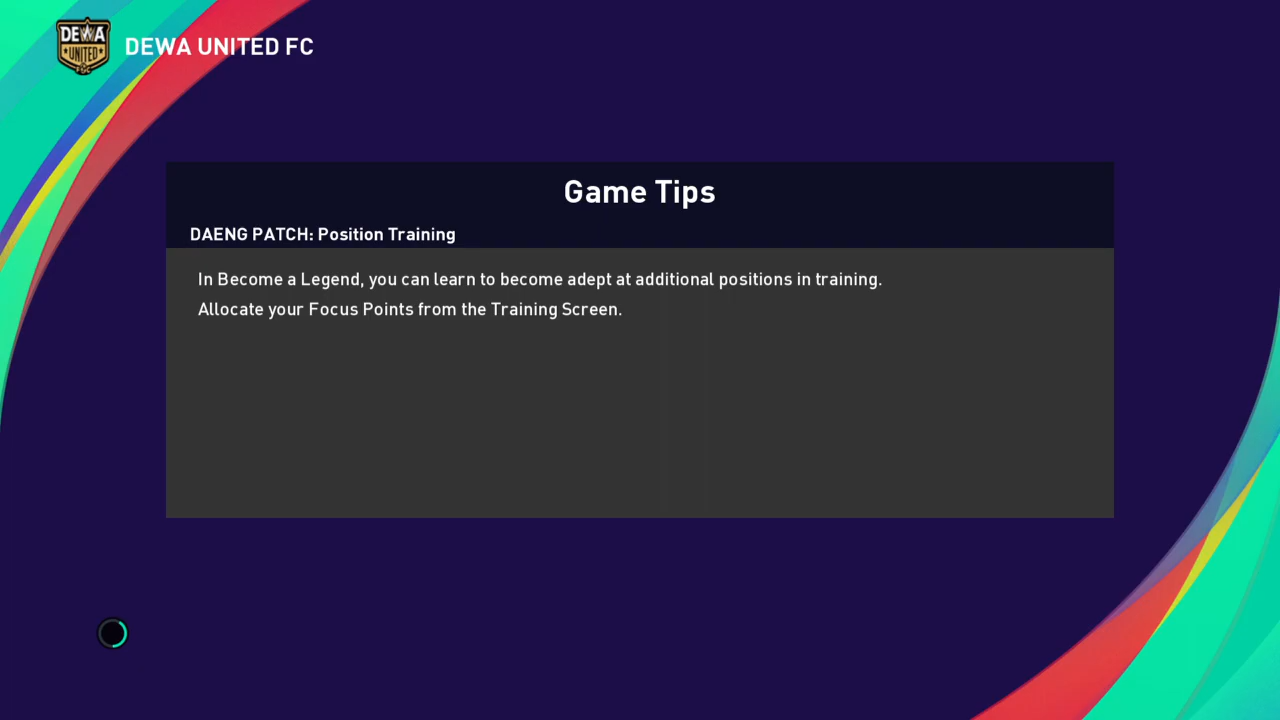 DEWA
UNITED
FC
DEWA UNITED FC
Game Tips
DAENG PATCH: Position Training
In Become a Legend, you can learn to become adept at additional positions in training.
Allocate your Focus Points from the Training Screen.